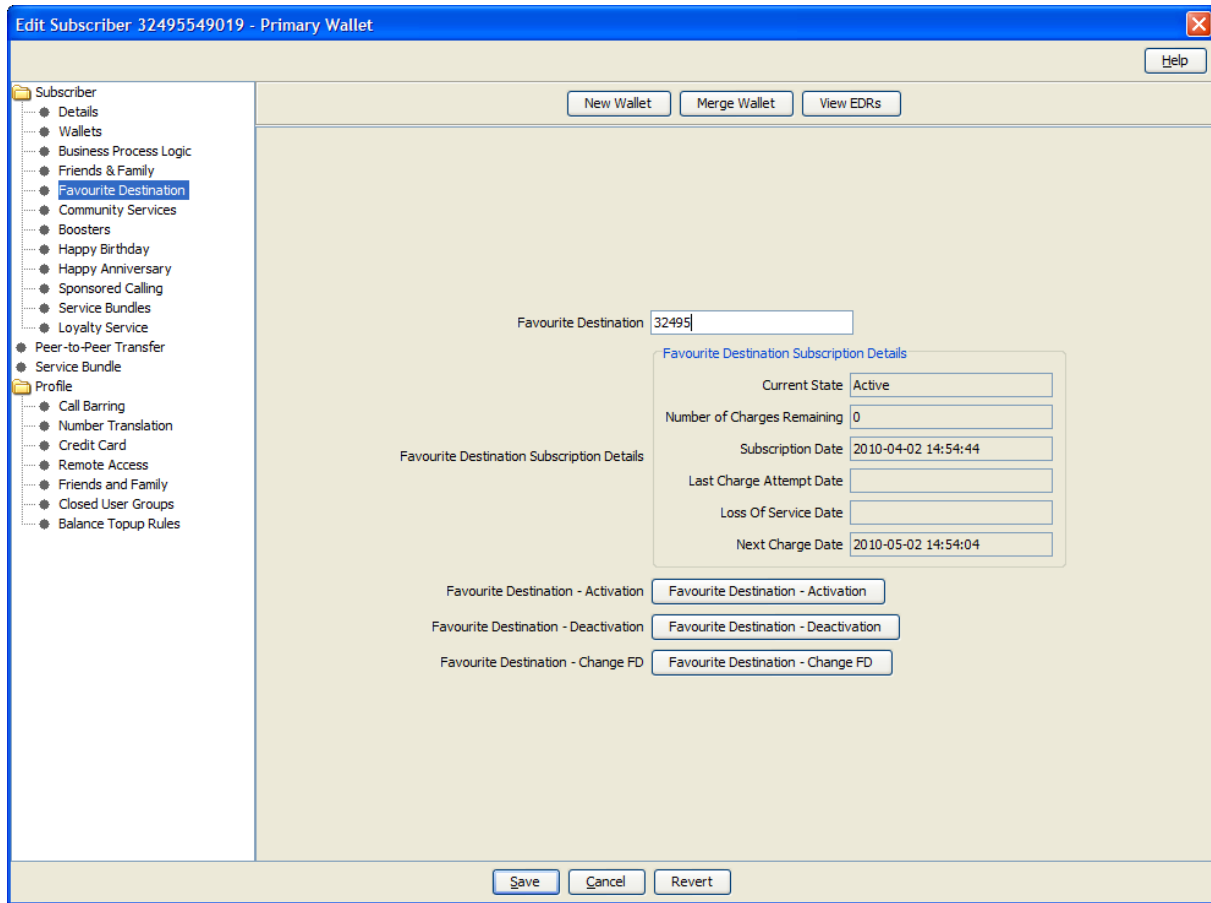 Edit Subscriber 32495549019 - Primary Wallet
Help
Subscriber
Details
Wallets
Business Process Logic
Friends & Family
Favourite Destination
Community Services
Boosters
Happy Birthday
Happy Anniversary
Sponsored Calling
Service Bundles
Loyalty Service
Peer-to-Peer Transfer
Service Bundle
Profile
Call Barring
Number Translation
Credit Card
Remote Access
Friends and Family
Closed User Groups
Balance Topup Rules
New Wallet Merge Wallet View EDRs
Favourite Destination 32495
Favourite Destination Subscription Details
Favourite Destination Subscription Details
Current State Active
Number of Charges Remaining 0
Subscription Date 2010-04-02 14:54:44
Last Charge Attempt Date
Loss Of Service Date
Next Charge Date 2010-05-02 14:54:04
Favourite Destination - Activation Favourite Destination - Activation
Favourite Destination - Deactivation Favourite Destination - Deactivation
Favourite Destination - Change FD Favourite Destination - Change FD
Save Cancel Revert